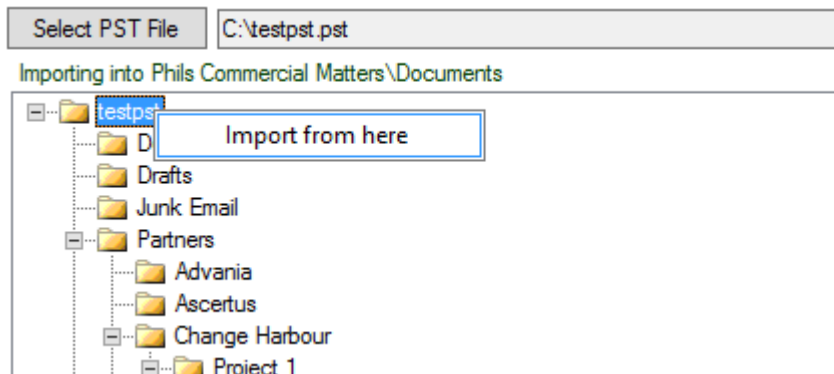 Select PST File C:\testpst.pst
Importing into Phils Commercial Matters\Documents
testpst
Import from here
Drafts
Junk Email
Partners
Advania
Ascertus
Change Harbour
Project 1